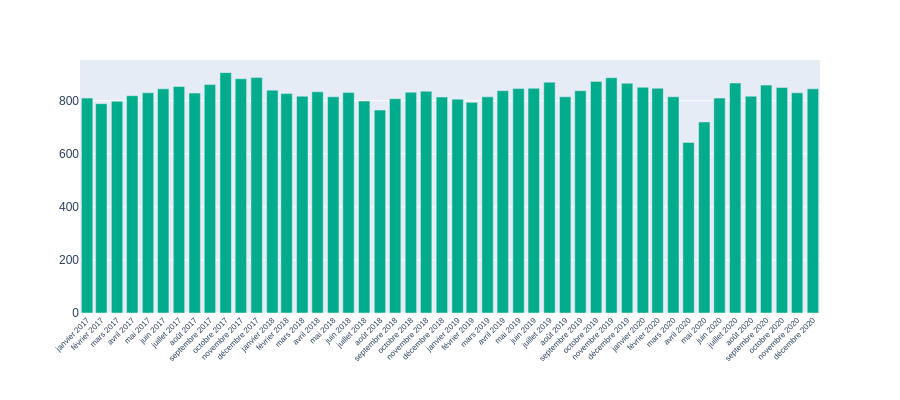 800
600
400
200
0
janvier 2017
février 2017
mars 2017
avril 2017
mai 2017
juin 2017
juillet 2017
août 2017
septembre 2017
octobre 2017
novembre 2017
décembre 2017
janvier 2018
février 2018
mars 2018
avril 2018
mai 2018
juin 2018
juillet 2018
août 2018
septembre 2018
octobre 2018
novembre 2018
décembre 2018
janvier 2019
février 2019
mars 2019
avril 2019
mai 2019
juin 2019
juillet 2019
août 2019
septembre 2019
octobre 2019
novembre 2019
décembre 2019
janvier 2020
février 2020
mars 2020
avril 2020
mai 2020
juin 2020
juillet 2020
août 2020
septembre 2020
octobre 2020
novembre 2020
décembre 2020